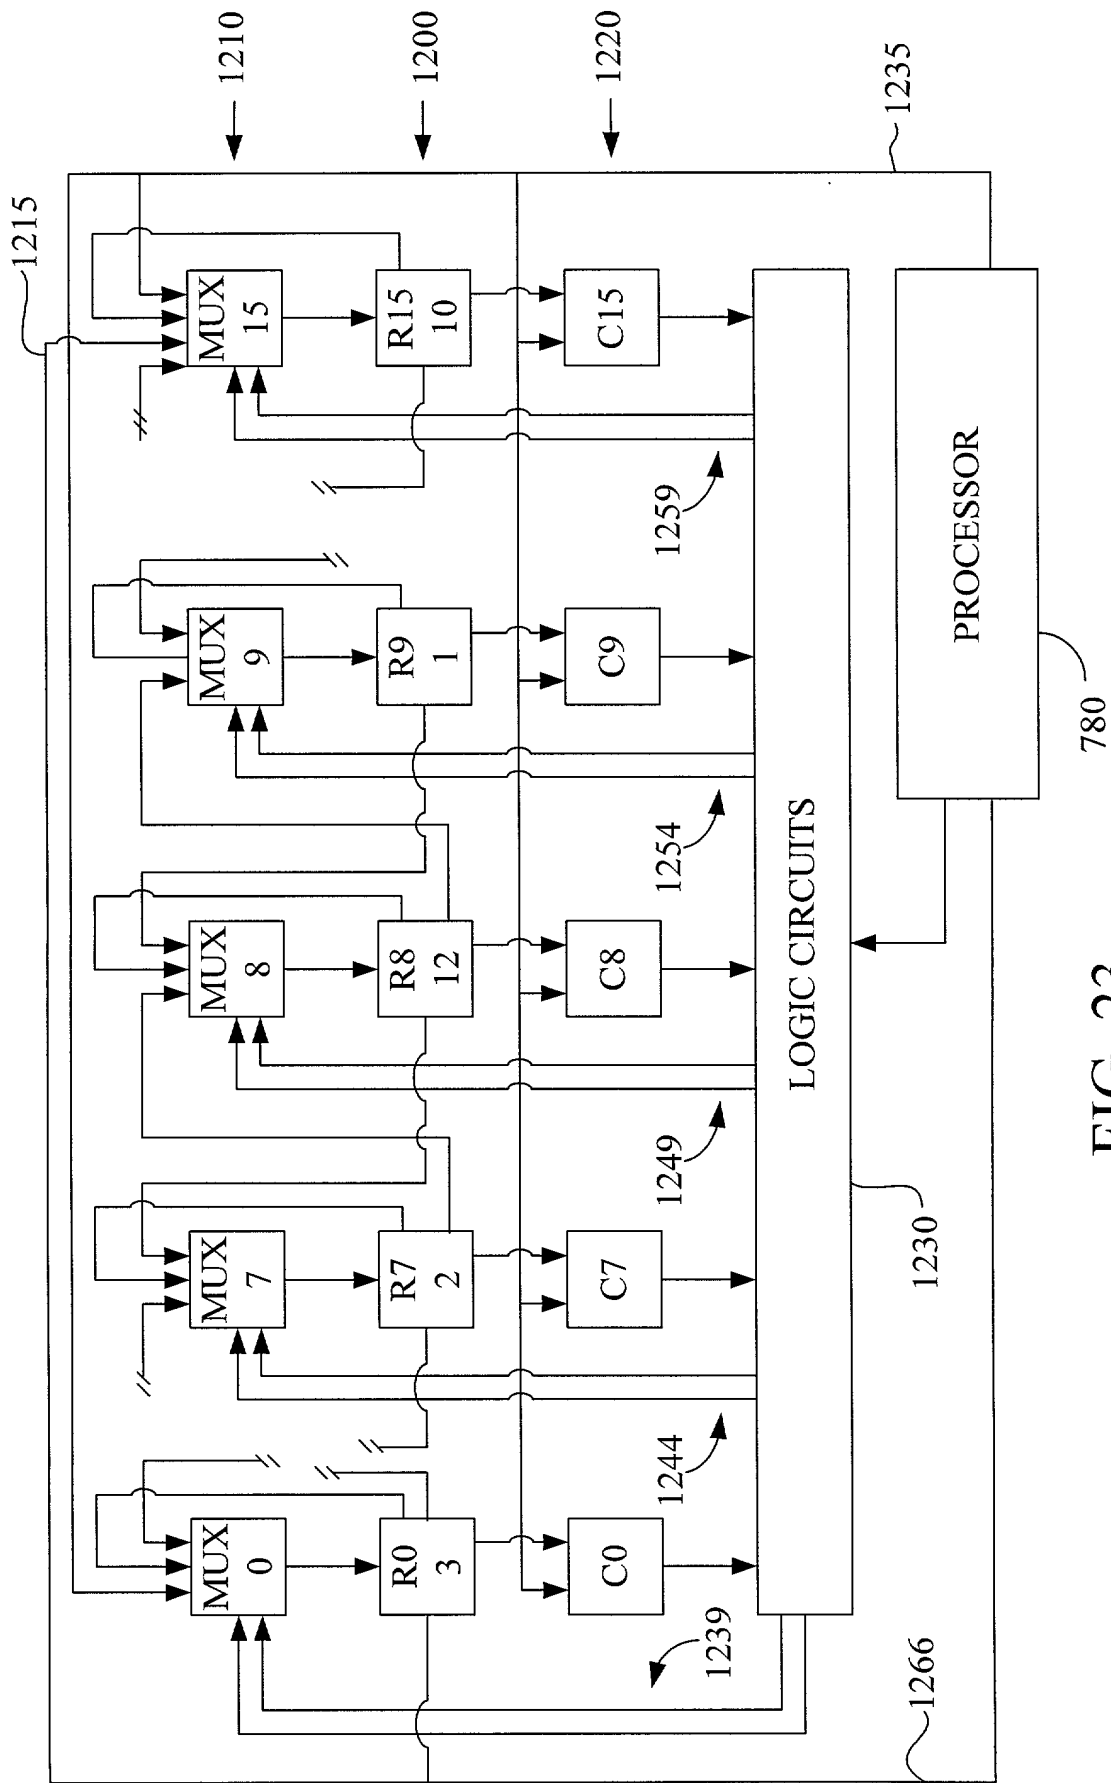 1215
MUX
0
MUX
7
MUX
8
MUX
9
MUX
15
1210
R0
3
R7
2
R8
12
R9
1
R15
10
1200
C0
C7
C8
C9
C15
1220
1239
1244
1249
1254
1259
LOGIC CIRCUITS
1235
1266
1230
PROCESSOR
780
FIG. 23